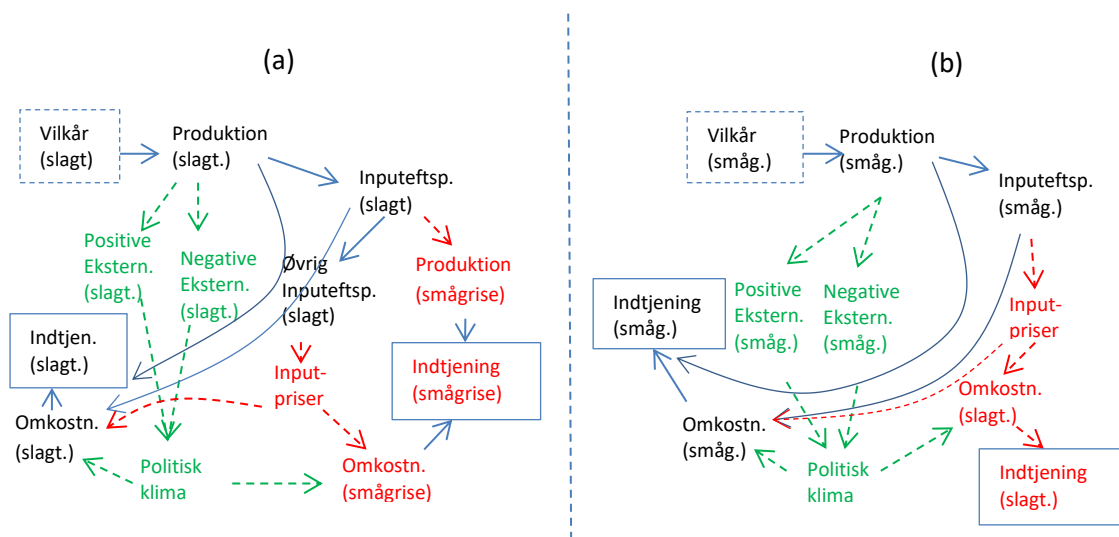 (a)
Vilkår
(slagt)
Produktion
(slagt.)
Inputeftsp.
(slagt)
Positive
Ekstern.
(slagt.)
Negative
Ekstern.
(slagt.)
Øvrig
Inputeftsp.
(slagt)
Produktion
(smågrise)
Indtjen.
(slagt.)
Input-
priser
Indtjening
(smågrise)
Omkostn.
(slagt.)
Politisk
klima
Omkostn.
(smågrise)
(b)
Vilkår
(småg.)
Produktion
(småg.)
Inputeftsp.
(småg.)
Indtjening
(småg.)
Positive
Ekstern.
(småg.)
Negative
Ekstern.
(småg.)
Input-
priser
Omkostn.
(slagt.)
Omkostn.
(småg.)
Politisk
klima
Indtjening
(slagt.)